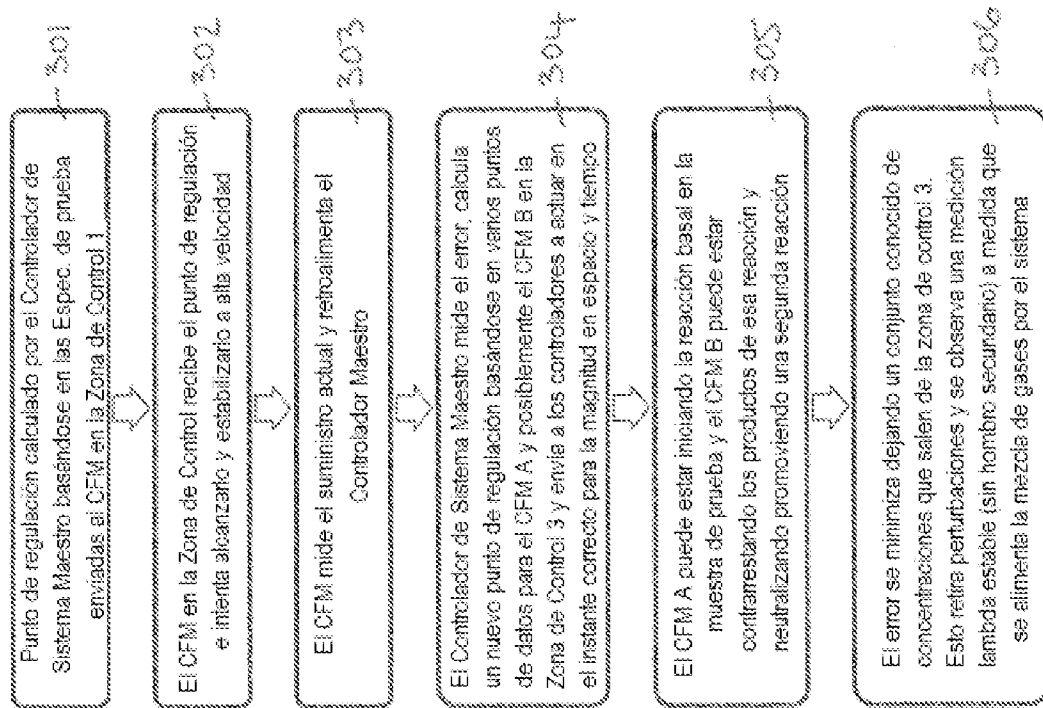 Punto de regulación calculado por el Controlador de
Sistema Maestro basándose en las Espec. de prueba
enviadas al CFM en la Zona de Control 1
301
El CFM en la Zona de Control recibe el punto de regulación
e intenta alcanzarlo y estabilizarlo a alta velocidad
302
El CFM mide el suministro actual y retroalimenta el
Controlador Maestro
303
El Controlador de Sistema Maestro mide el error, calcula
un nuevo punto de regulación basándose en varios puntos
de datos para el CFM A y posiblemente el CFM B en la
Zona de Control 3 y envía a los controladores a actuar en
el instante correcto para la magnitud en espacio y tiempo
304
El CFM A puede estar iniciando la reacción basal en la
muestra de prueba y el CFM B puede estar
contrarrestando los productos de esa reacción y
neutralizando promoviendo una segunda reacción
305
El error se minimiza dejando un conjunto conocido de
concentraciones que salen de la zona de control 3.
Esto retira perturbaciones y se observa una medición
lambda estable (sin hombro secundario) a medida que
se alimenta la mezcla de gases por el sistema
306